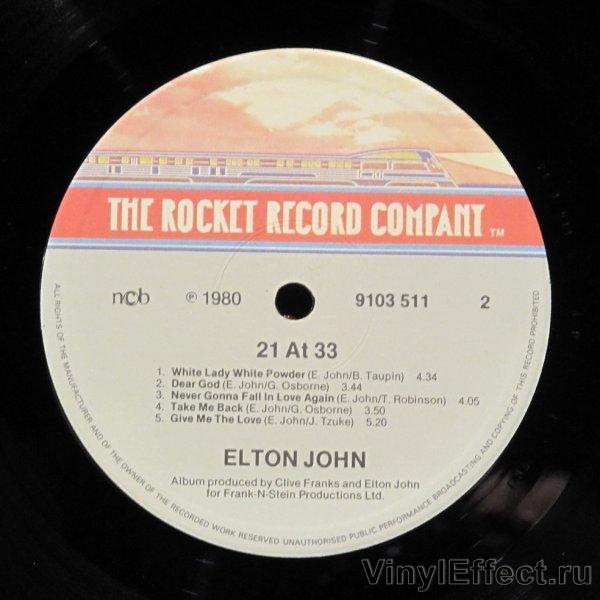 THE ROCKET RECORD COMPANY ™
ncb ℗ 1980 9103 511 2
21 At 33
1. White Lady White Powder (E. John/B. Taupin) 4.34
2. Dear God (E. John/G. Osborne) 3.44
3. Never Gonna Fall In Love Again (E. John/T. Robinson) 4.05
4. Take Me Back (E. John/G. Osborne) 3.50
5. Give Me The Love (E. John/J. Tzuke) 5.20
ELTON JOHN
Album produced by Clive Franks and Elton John
for Frank-N-Stein Productions Ltd.
ALL RIGHTS OF THE MANUFACTURER AND OF THE OWNER OF THE RECORDED WORK RESERVED UNAUTHORISED PUBLIC PERFORMANCE BROADCASTING AND COPYING OF THIS RECORD PROHIBITED
VinylEffect.ru